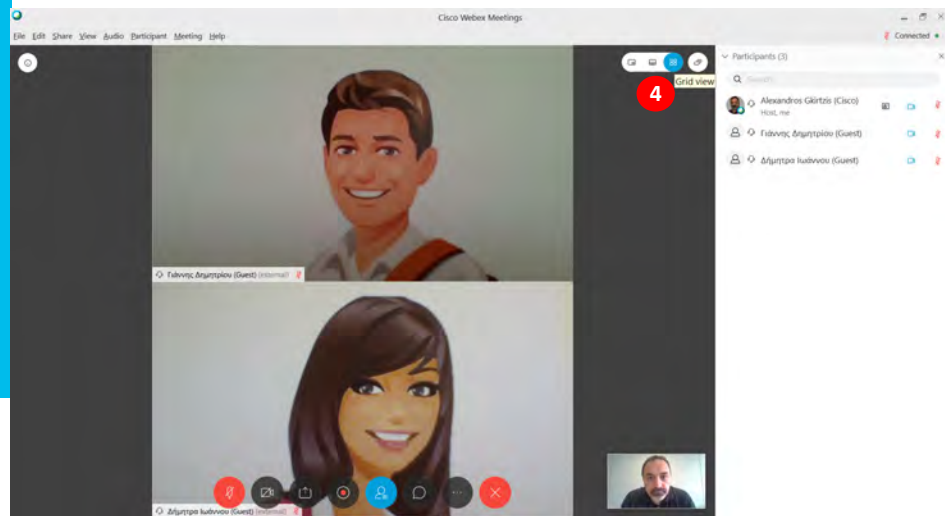 Cisco Webex Meetings
File Edit Share View Audio Participant Meeting Help
Connected
Participants (3)
Search
Grid view
4
Alexandros Gkirtzis (Cisco)
Host, me
Γιάννης Δημητρίου (Guest)
Δήμητρα Ιωάννου (Guest)
Γιάννης Δημητρίου (Guest) (external)
Δήμητρα Ιωάννου (Guest) (external)